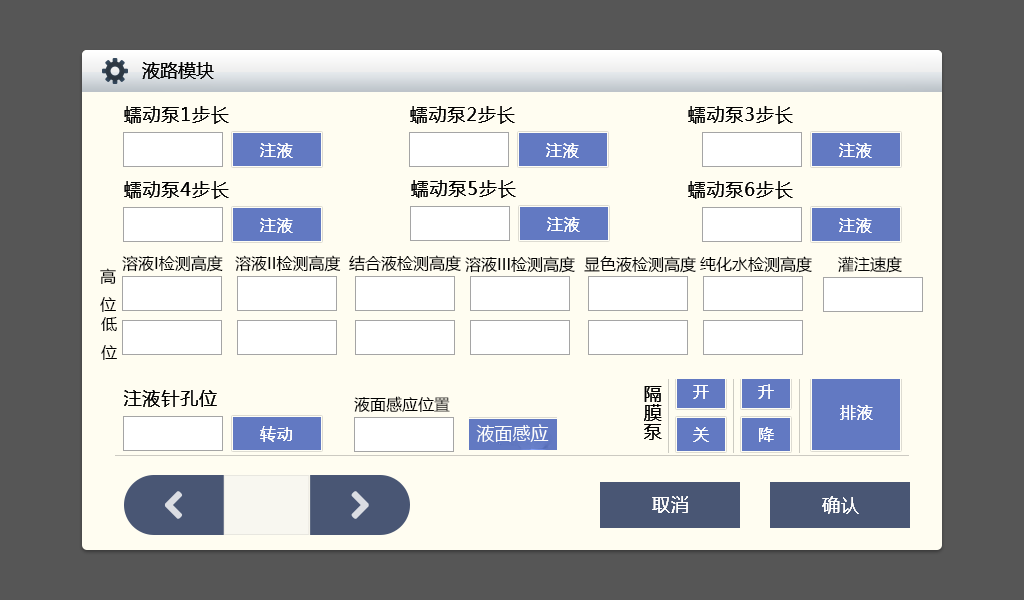 液路模块
蠕动泵1步长 蠕动泵2步长 蠕动泵3步长
注液 注液 注液
蠕动泵4步长 蠕动泵5步长 蠕动泵6步长
注液 注液 注液
溶液I检测高度 溶液II检测高度 结合液检测高度 溶液III检测高度 显色液检测高度 纯化水检测高度 灌注速度
高位
低位
注液针孔位 液面感应位置
转动 液面感应
隔膜泵
开 升
关 降
排液
取消 确认